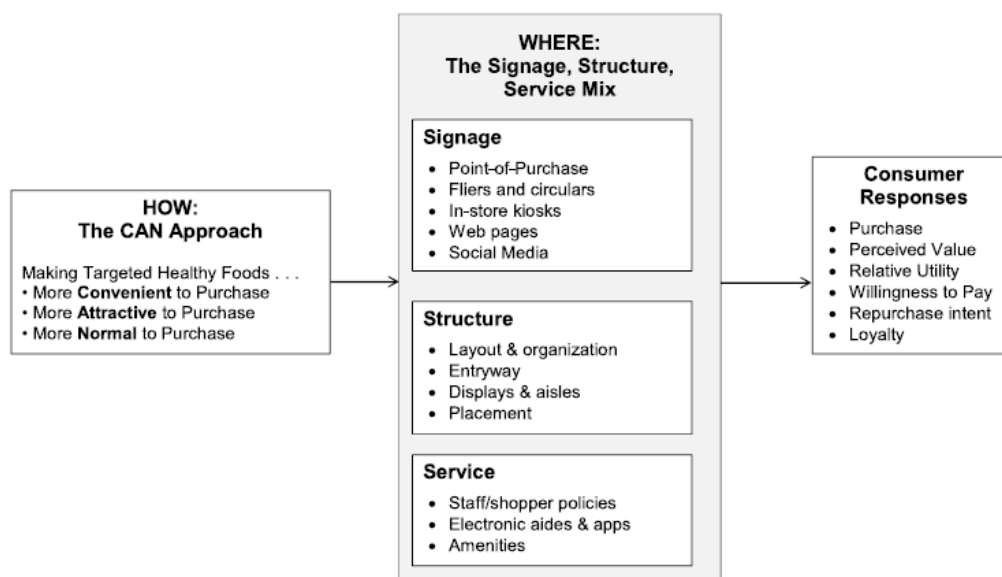 HOW:
The CAN Approach
Making Targeted Healthy Foods . . .
• More Convenient to Purchase
• More Attractive to Purchase
• More Normal to Purchase
WHERE:
The Signage, Structure,
Service Mix
Signage
• Point-of-Purchase
• Fliers and circulars
• In-store kiosks
• Web pages
• Social Media
Structure
• Layout & organization
• Entryway
• Displays & aisles
• Placement
Service
• Staff/shopper policies
• Electronic aides & apps
• Amenities
Consumer
Responses
• Purchase
• Perceived Value
• Relative Utility
• Willingness to Pay
• Repurchase intent
• Loyalty